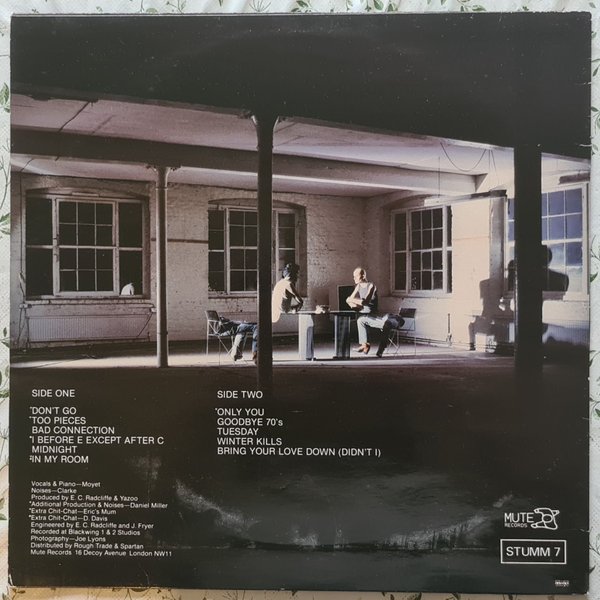 SIDE ONE
*DON'T GO
*TOO PIECES
BAD CONNECTION
*I BEFORE E EXCEPT AFTER C
MIDNIGHT
‡IN MY ROOM
SIDE TWO
*ONLY YOU
GOODBYE 70's
TUESDAY
WINTER KILLS
BRING YOUR LOVE DOWN (DIDN'T I)
Vocals & Piano—Moyet
Noises—Clarke
Produced by E. C. Radcliffe & Yazoo
*Additional Production & Noises—Daniel Miller
*Extra Chit-Chat—Eric's Mum
‡Extra Chit-Chat—D. Davis
Engineered by E. C. Radcliffe and J. Fryer
Recorded at Blackwing 1 & 2 Studios
Photography—Joe Lyons
Distributed by Rough Trade & Spartan
Mute Records 16 Decoy Avenue London NW11
MUTE
RECORDS
STUMM 7